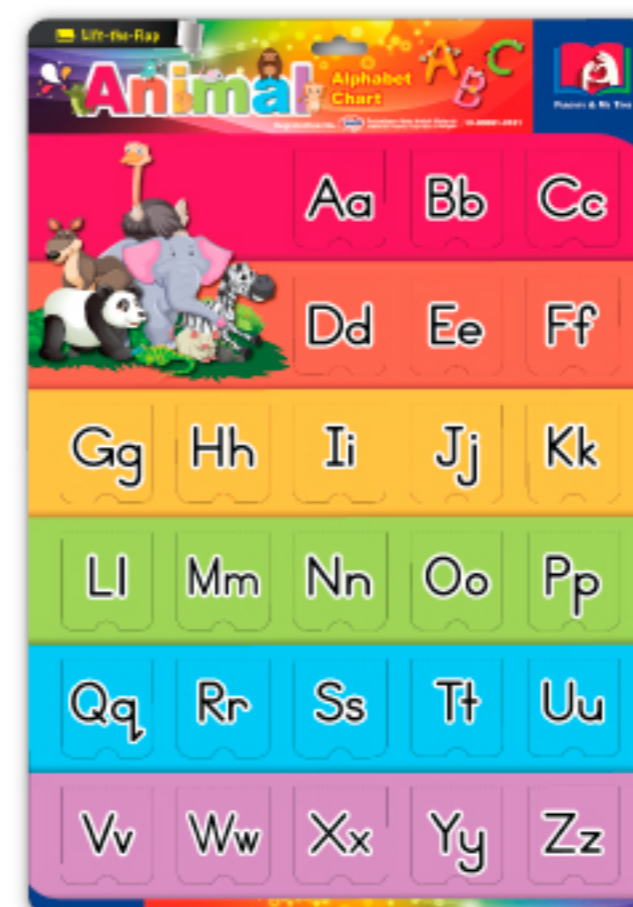 Lift-the-Flap
Animal
Alphabet
Chart
A B C
Aa Bb Cc
Dd Ee Ff
Gg Hh Ii Jj Kk
Ll Mm Nn Oo Pp
Qq Rr Ss Tt Uu
Vv Ww Xx Yy Zz